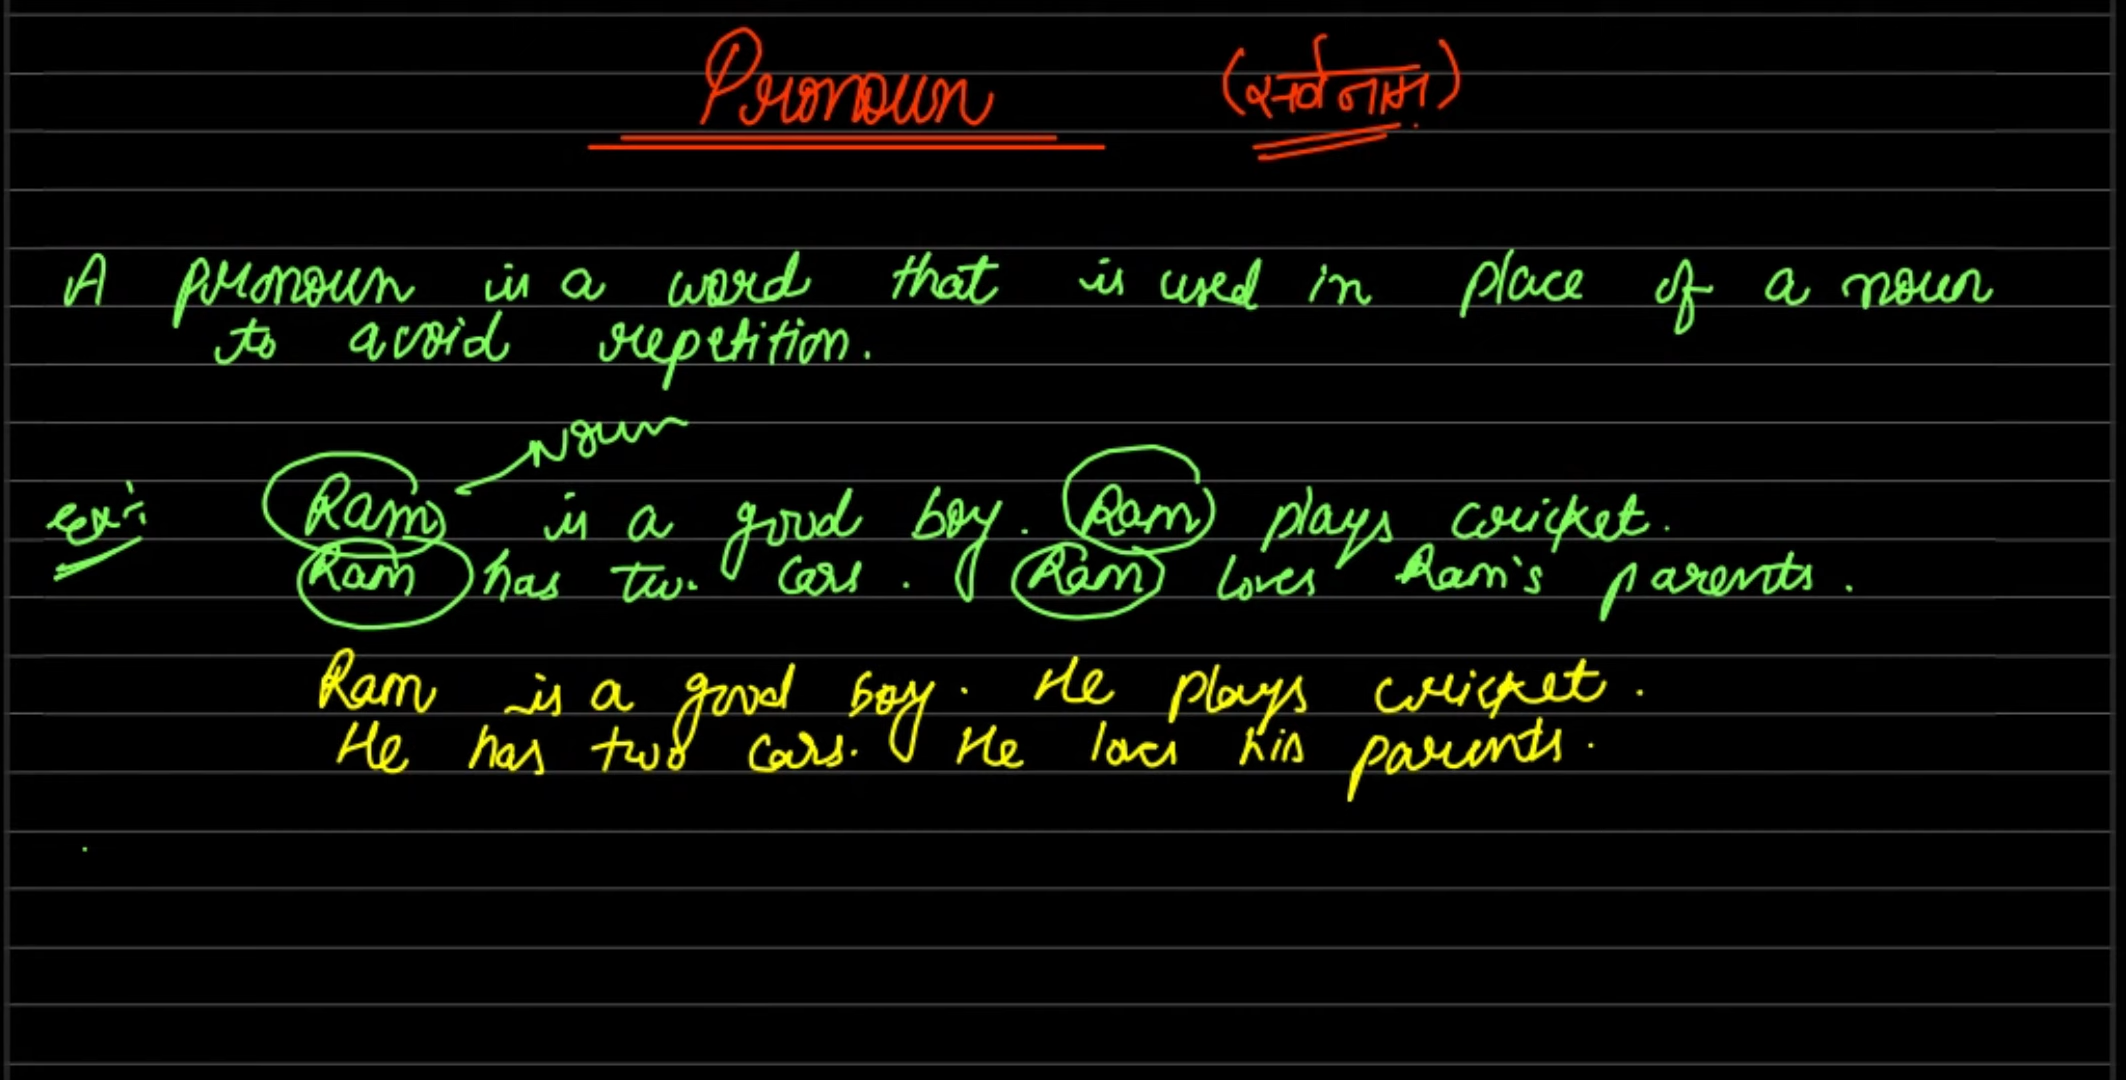 Pronoun (सर्वनाम)
A pronoun is a word that is used in place of a noun
to avoid repetition.
Noun
ex:- Ram is a good boy. Ram plays cricket.
Ram has two cars. Ram loves Ram's parents.
Ram is a good boy. He plays cricket.
He has two cars. He loves his parents.